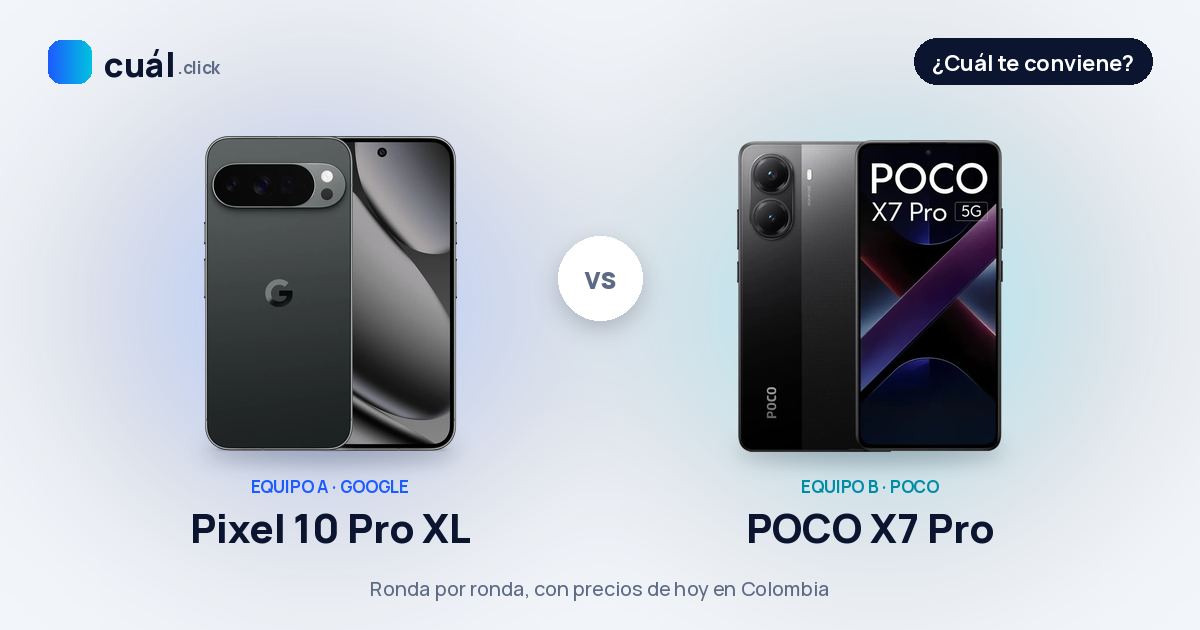 cuál.click
¿Cuál te conviene?
POCO
X7 Pro 5G
POCO
VS
EQUIPO A · GOOGLE
Pixel 10 Pro XL
EQUIPO B · POCO
POCO X7 Pro
Ronda por ronda, con precios de hoy en Colombia